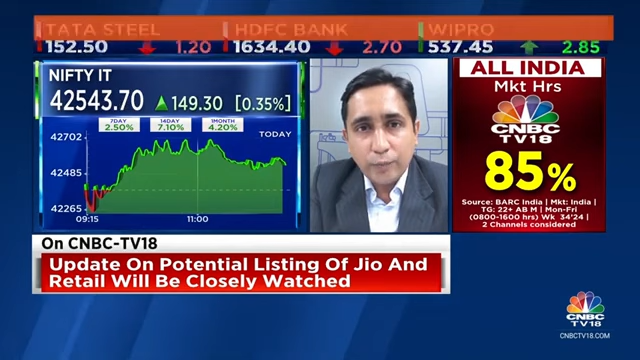 TATA STEEL HDFC BANK WIPRO
152.50 1.20 1634.40 2.70 537.45 2.85
NIFTY IT
42543.70 149.30 [0.35%]
7DAY 14DAY 1MONTH
2.50% 7.10% 4.20%
TODAY
42702
42485
42265
09:15 11:00
ALL INDIA
Mkt Hrs
CNBC
TV18
85%
Source: BARC India | Mkt: India |
TG: 22+ AB M | Mon-Fri
(0800-1600 hrs) Wk 34'24 |
2 Channels considered
On CNBC-TV18
Update On Potential Listing Of Jio And
Retail Will Be Closely Watched
CNBC
TV18
CNBCTV18.COM